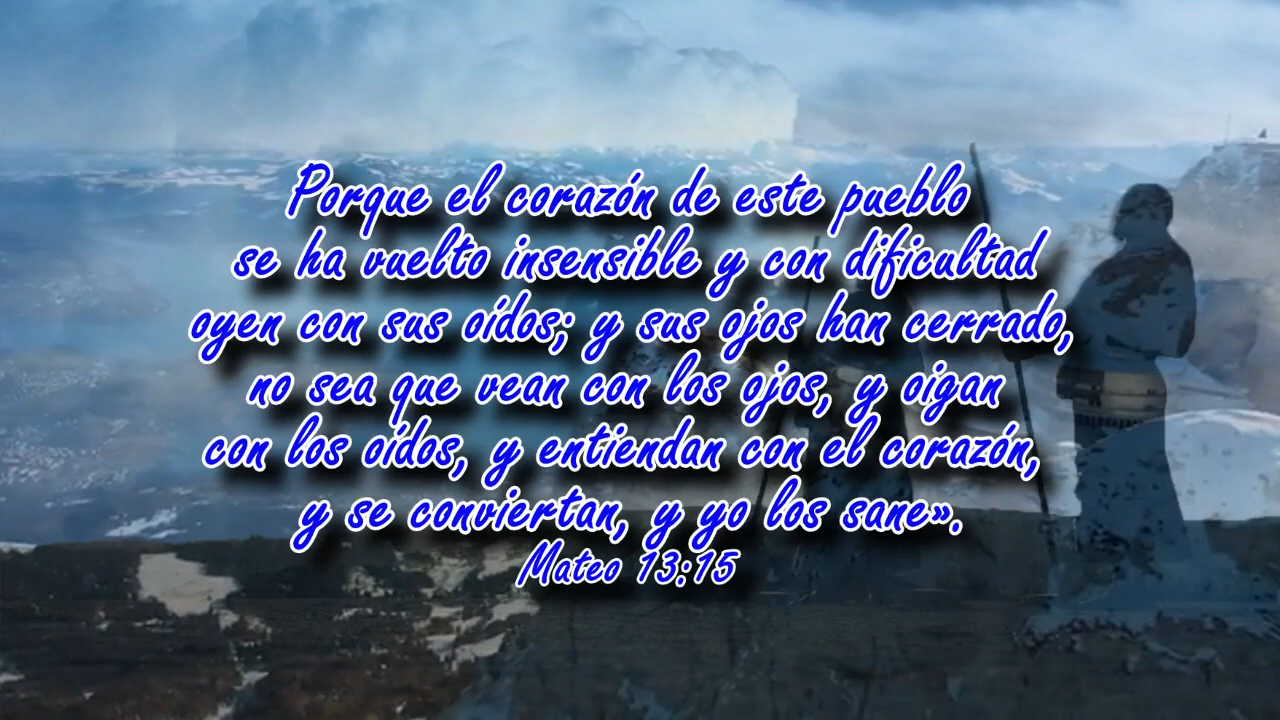 Porque el corazón de este pueblo
se ha vuelto insensible y con dificultad
oyen con sus oídos; y sus ojos han cerrado,
no sea que vean con los ojos, y oigan
con los oídos, y entiendan con el corazón,
y se conviertan, y yo los sane».
Mateo 13:15